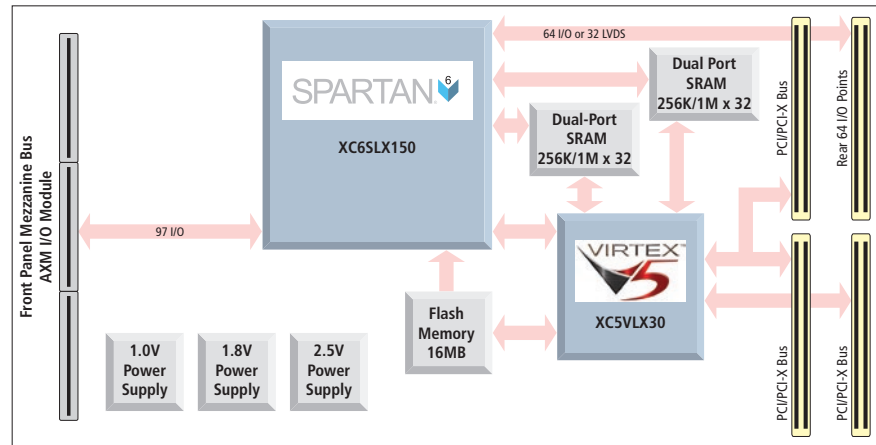 64 I/O or 32 LVDS
SPARTAN 6
XC6SLX150
Dual-Port
SRAM
256K/1M x 32
Dual Port
SRAM
256K/1M x 32
PCI/PCI-X Bus
Rear 64 I/O Points
Front Panel Mezzanine Bus
AXM I/O Module
97 I/O
VIRTEX™
5
XC5VLX30
Flash
Memory
16MB
1.0V
Power
Supply
1.8V
Power
Supply
2.5V
Power
Supply
PCI/PCI-X Bus
PCI/PCI-X Bus